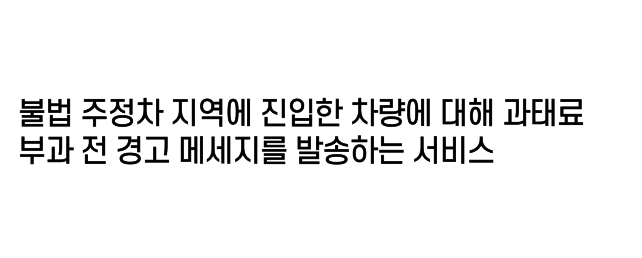 불법 주정차 지역에 진입한 차량에 대해 과태료
부과 전 경고 메세지를 발송하는 서비스